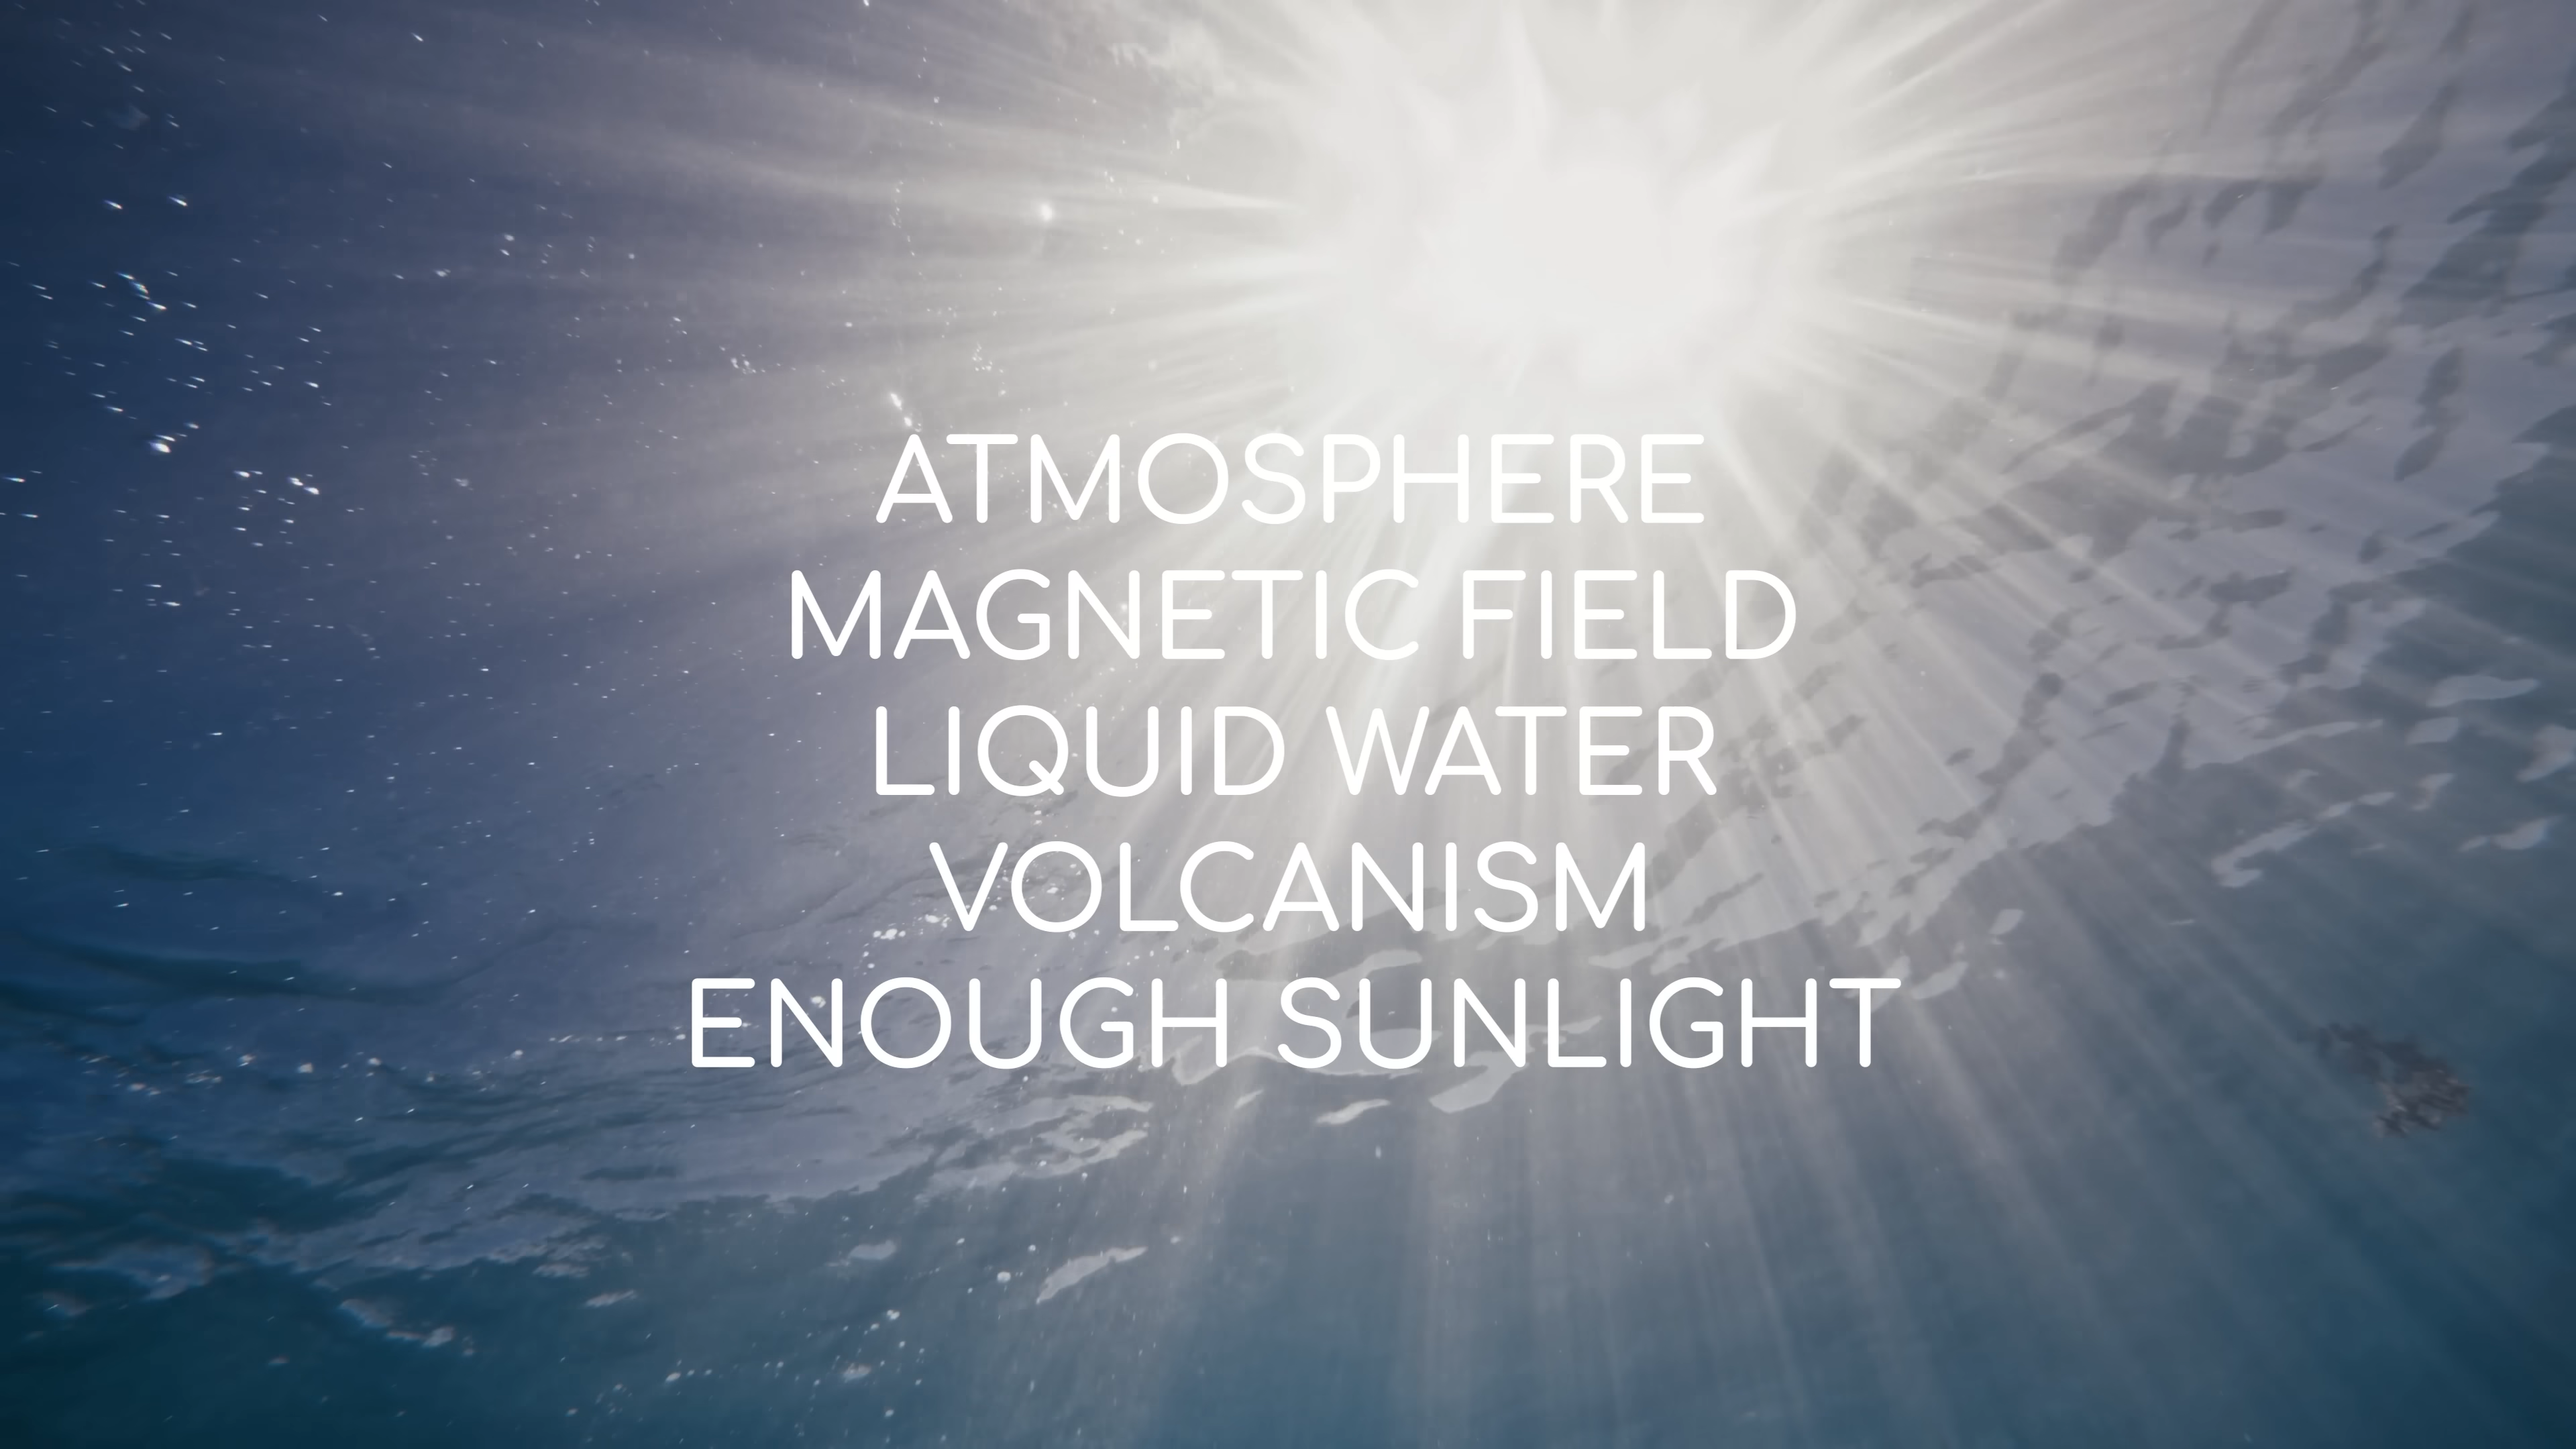 ATMOSPHERE
MAGNETIC FIELD
LIQUID WATER
VOLCANISM
ENOUGH SUNLIGHT